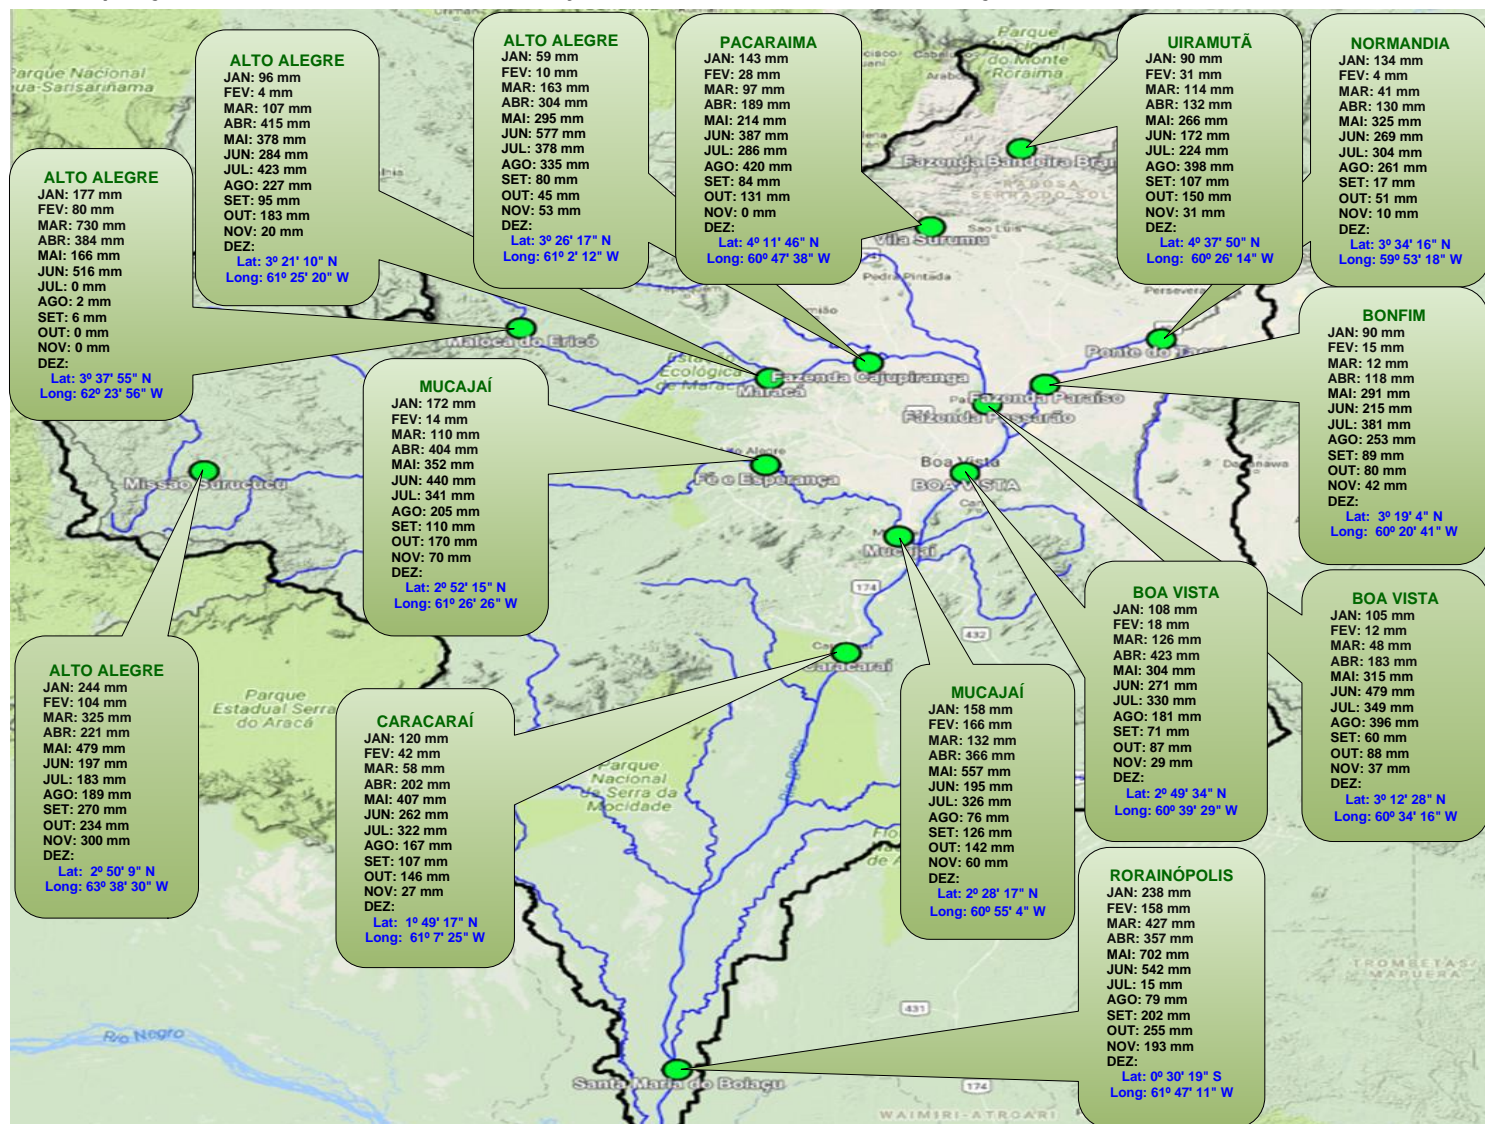 ALTO ALEGRE
JAN: 96 mm
FEV: 4 mm
MAR: 107 mm
ABR: 415 mm
MAI: 378 mm
JUN: 284 mm
JUL: 423 mm
AGO: 227 mm
SET: 95 mm
OUT: 183 mm
NOV: 20 mm
DEZ:
Lat: 3º 21' 10" N
Long: 61º 25' 20" W
ALTO ALEGRE
JAN: 59 mm
FEV: 10 mm
MAR: 163 mm
ABR: 304 mm
MAI: 295 mm
JUN: 577 mm
JUL: 378 mm
AGO: 335 mm
SET: 80 mm
OUT: 45 mm
NOV: 53 mm
DEZ:
Lat: 3º 26' 17" N
Long: 61º 2' 12" W
PACARAIMA
JAN: 143 mm
FEV: 28 mm
MAR: 97 mm
ABR: 189 mm
MAI: 214 mm
JUN: 387 mm
JUL: 286 mm
AGO: 420 mm
SET: 84 mm
OUT: 131 mm
NOV: 0 mm
DEZ:
Lat: 4º 11' 46" N
Long: 60º 47' 38" W
UIRAMUTÃ
JAN: 90 mm
FEV: 31 mm
MAR: 114 mm
ABR: 132 mm
MAI: 266 mm
JUN: 172 mm
JUL: 224 mm
AGO: 398 mm
SET: 107 mm
OUT: 150 mm
NOV: 31 mm
DEZ:
Lat: 4º 37' 50" N
Long: 60º 26' 14" W
NORMANDIA
JAN: 134 mm
FEV: 4 mm
MAR: 41 mm
ABR: 130 mm
MAI: 325 mm
JUN: 269 mm
JUL: 304 mm
AGO: 261 mm
SET: 17 mm
OUT: 51 mm
NOV: 10 mm
DEZ:
Lat: 3º 34' 16" N
Long: 59º 53' 18" W
ALTO ALEGRE
JAN: 177 mm
FEV: 80 mm
MAR: 730 mm
ABR: 384 mm
MAI: 166 mm
JUN: 516 mm
JUL: 0 mm
AGO: 2 mm
SET: 6 mm
OUT: 0 mm
NOV: 0 mm
DEZ:
Lat: 3º 37' 55" N
Long: 62º 23' 56" W
BONFIM
JAN: 90 mm
FEV: 15 mm
MAR: 12 mm
ABR: 118 mm
MAI: 291 mm
JUN: 215 mm
JUL: 381 mm
AGO: 253 mm
SET: 89 mm
OUT: 80 mm
NOV: 42 mm
DEZ:
Lat: 3º 19' 4" N
Long: 60º 20' 41" W
MUCAJAÍ
JAN: 172 mm
FEV: 14 mm
MAR: 110 mm
ABR: 404 mm
MAI: 352 mm
JUN: 440 mm
JUL: 341 mm
AGO: 205 mm
SET: 110 mm
OUT: 170 mm
NOV: 70 mm
DEZ:
Lat: 2º 52' 15" N
Long: 61º 26' 26" W
BOA VISTA
JAN: 108 mm
FEV: 18 mm
MAR: 126 mm
ABR: 423 mm
MAI: 304 mm
JUN: 271 mm
JUL: 330 mm
AGO: 181 mm
SET: 71 mm
OUT: 87 mm
NOV: 29 mm
DEZ:
Lat: 2º 49' 34" N
Long: 60º 39' 29" W
BOA VISTA
JAN: 105 mm
FEV: 12 mm
MAR: 48 mm
ABR: 183 mm
MAI: 315 mm
JUN: 479 mm
JUL: 349 mm
AGO: 396 mm
SET: 60 mm
OUT: 88 mm
NOV: 37 mm
DEZ:
Lat: 3º 12' 28" N
Long: 60º 34' 16" W
ALTO ALEGRE
JAN: 244 mm
FEV: 104 mm
MAR: 325 mm
ABR: 221 mm
MAI: 479 mm
JUN: 197 mm
JUL: 183 mm
AGO: 189 mm
SET: 270 mm
OUT: 234 mm
NOV: 300 mm
DEZ:
Lat: 2º 50' 9" N
Long: 63º 38' 30" W
CARACARAÍ
JAN: 120 mm
FEV: 42 mm
MAR: 58 mm
ABR: 202 mm
MAI: 407 mm
JUN: 262 mm
JUL: 322 mm
AGO: 167 mm
SET: 107 mm
OUT: 146 mm
NOV: 27 mm
DEZ:
Lat: 1º 49' 17" N
Long: 61º 7' 25" W
MUCAJAÍ
JAN: 158 mm
FEV: 166 mm
MAR: 132 mm
ABR: 366 mm
MAI: 557 mm
JUN: 195 mm
JUL: 326 mm
AGO: 76 mm
SET: 126 mm
OUT: 142 mm
NOV: 60 mm
DEZ:
Lat: 2º 28' 17" N
Long: 60º 55' 4" W
RORAINÓPOLIS
JAN: 238 mm
FEV: 158 mm
MAR: 427 mm
ABR: 357 mm
MAI: 702 mm
JUN: 542 mm
JUL: 15 mm
AGO: 79 mm
SET: 202 mm
OUT: 255 mm
NOV: 193 mm
DEZ:
Lat: 0º 30' 19" S
Long: 61º 47' 11" W
Parque Nacional
Parque
do Monte
Roraima
Fazenda Bandeira
Vila Surumu
Pedra Pintada
Maloca do Ericó
Ponte do
Ecológica
Maracá
Fazenda Cajupiranga
Fazenda Paraíso
Fazenda Passarão
Missão Surucucu
Fé e Esperança
Boa Vista
BOA VISTA
Mucajaí
174
432
Caracaraí
Parque
Estadual Serra
do Aracá
Parque
Nacional
da Serra da
Mocidade
Rio Branco
Rio Negro
431
174
Santa Maria do Boiaçu
TROMBETAS/
MAPUERA
WAIMIRI-ATROARI